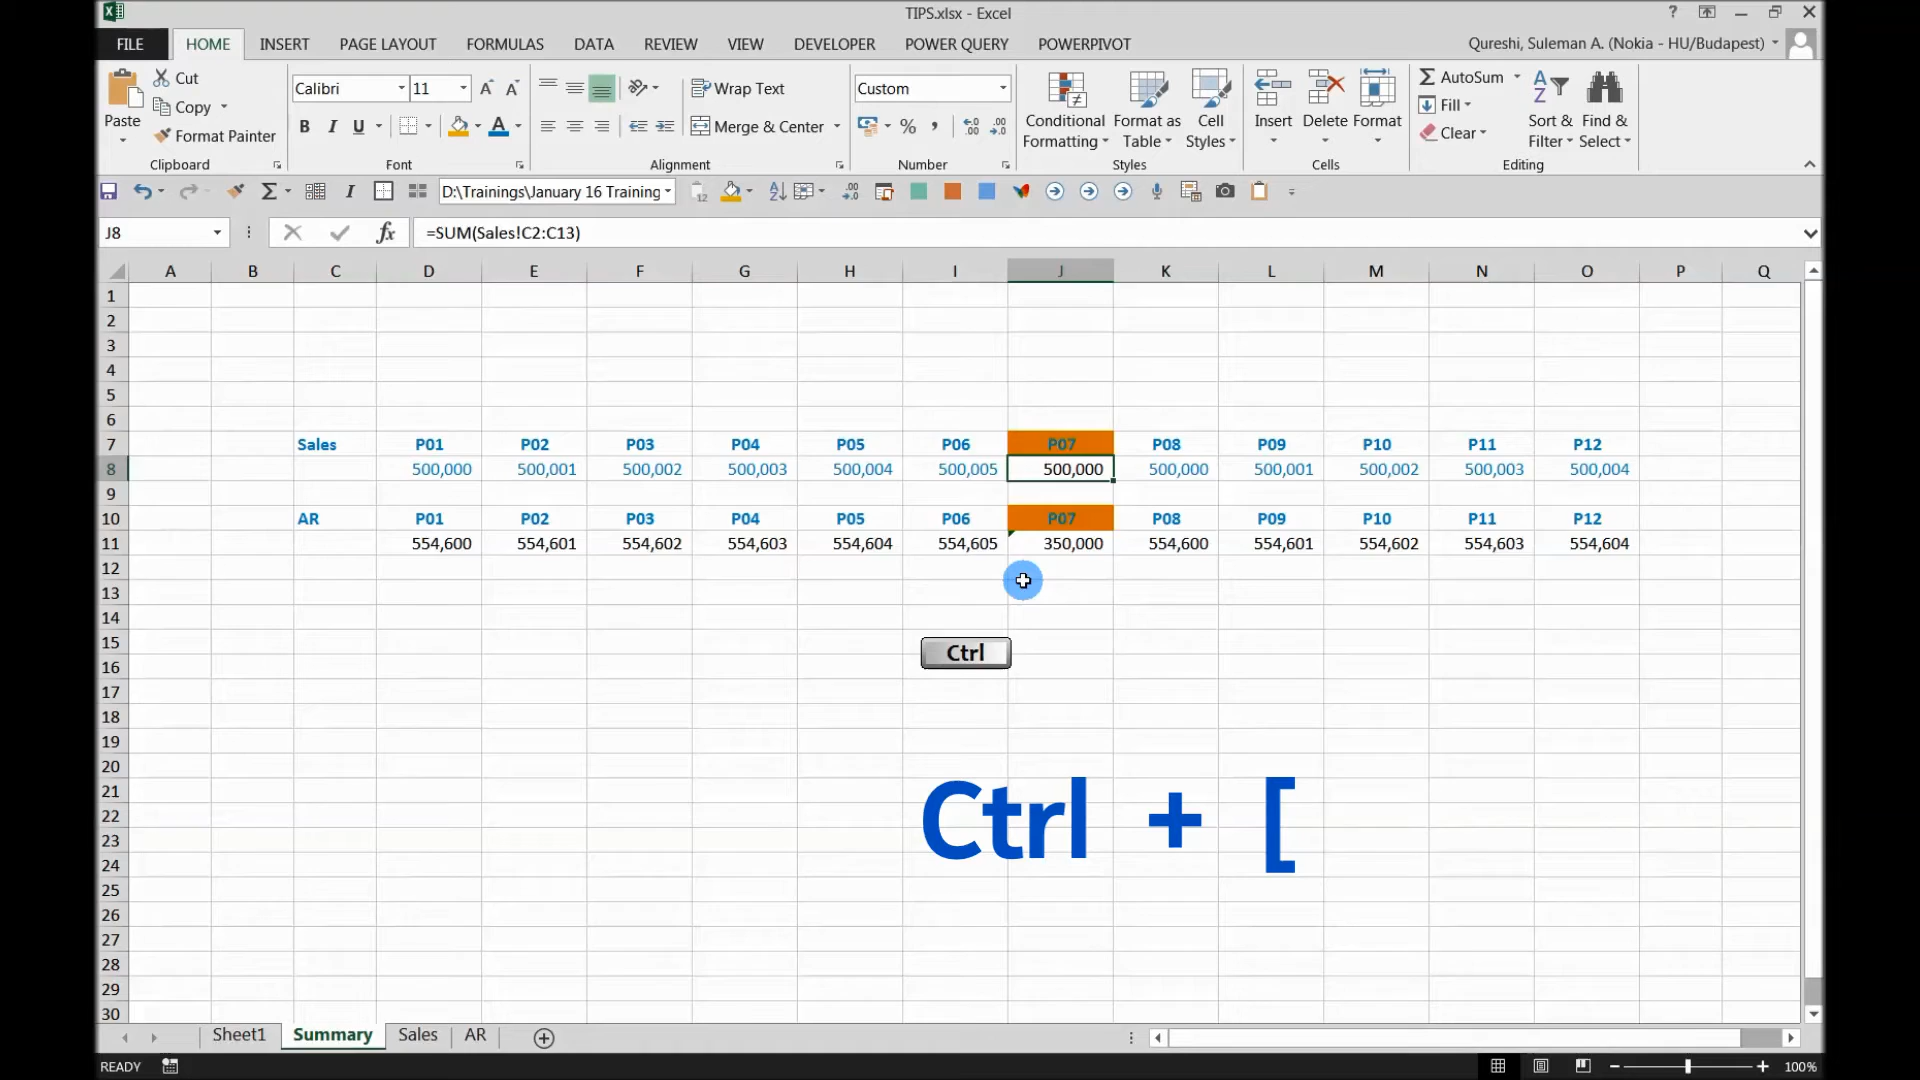 TIPS.xlsx - Excel
?
FILE HOME INSERT PAGE LAYOUT FORMULAS DATA REVIEW VIEW DEVELOPER POWER QUERY POWERPIVOT Qureshi, Suleman A. (Nokia - HU/Budapest)
Paste
Cut
Copy
Format Painter
Clipboard
Calibri 11
B I U
Font
Wrap Text
Merge & Center
Alignment
Custom
Number
Conditional Formatting
Format as Table
Cell Styles
Styles
Insert Delete Format
Cells
AutoSum
Fill
Clear
Sort & Filter
Find & Select
Editing
D:\Trainings\January 16 Training
J8 fx =SUM(Sales!C2:C13)
A B C D E F G H I J K L M N O P Q
1
2
3
4
5
6
7 Sales P01 P02 P03 P04 P05 P06 P07 P08 P09 P10 P11 P12
8 500,000 500,001 500,002 500,003 500,004 500,005 500,000 500,000 500,001 500,002 500,003 500,004
9
10 AR P01 P02 P03 P04 P05 P06 P07 P08 P09 P10 P11 P12
11 554,600 554,601 554,602 554,603 554,604 554,605 350,000 554,600 554,601 554,602 554,603 554,604
12
13
14
15
Ctrl
16
17
18
19
20
21
22
Ctrl + [
23
24
25
26
27
28
29
30
Sheet1 Summary Sales AR
READY 100%